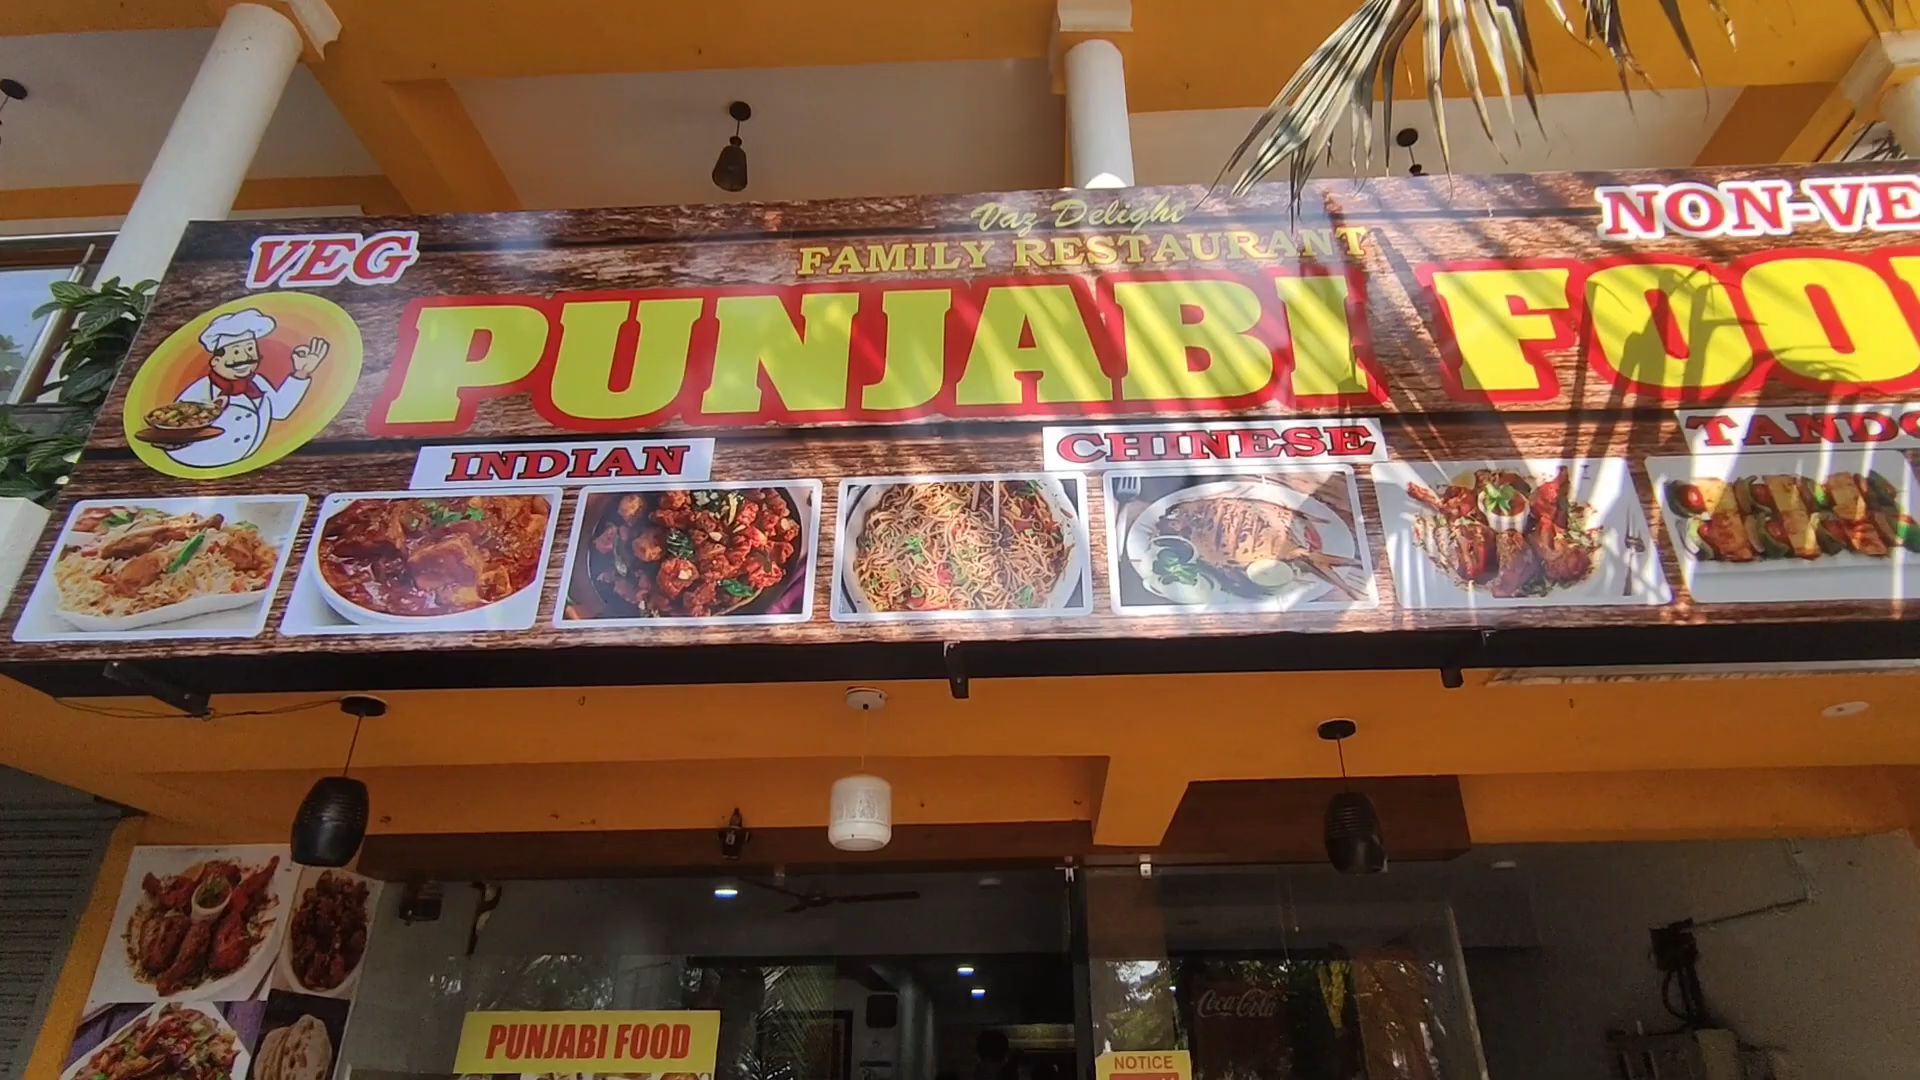 Vaz Delight
VEG
FAMILY RESTAURANT
NON-VE
PUNJABI FOO
INDIAN
CHINESE
TANDO
PUNJABI FOOD
Coca-Cola
NOTICE